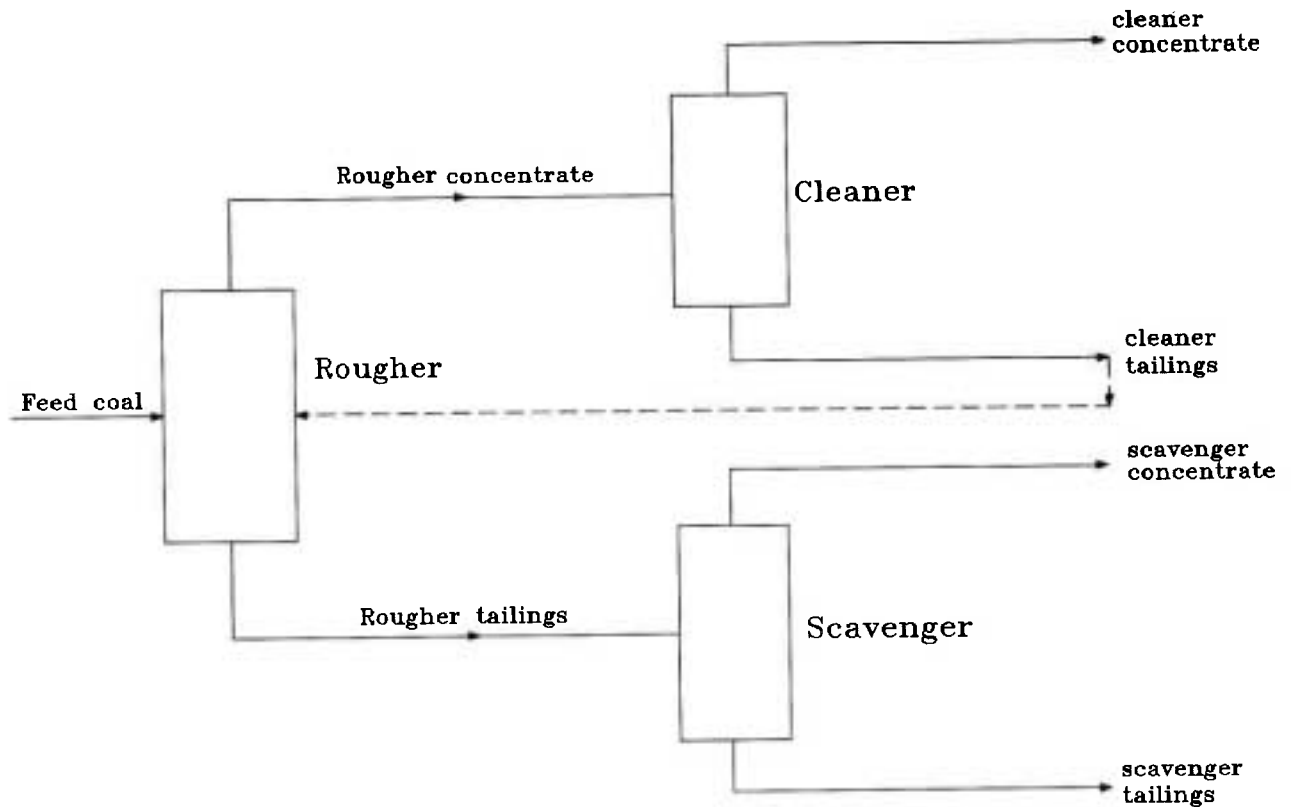 cleaner
concentrate
Rougher concentrate
Cleaner
cleaner
tailings
Rougher
Feed coal
scavenger
concentrate
Rougher tailings
Scavenger
scavenger
tailings